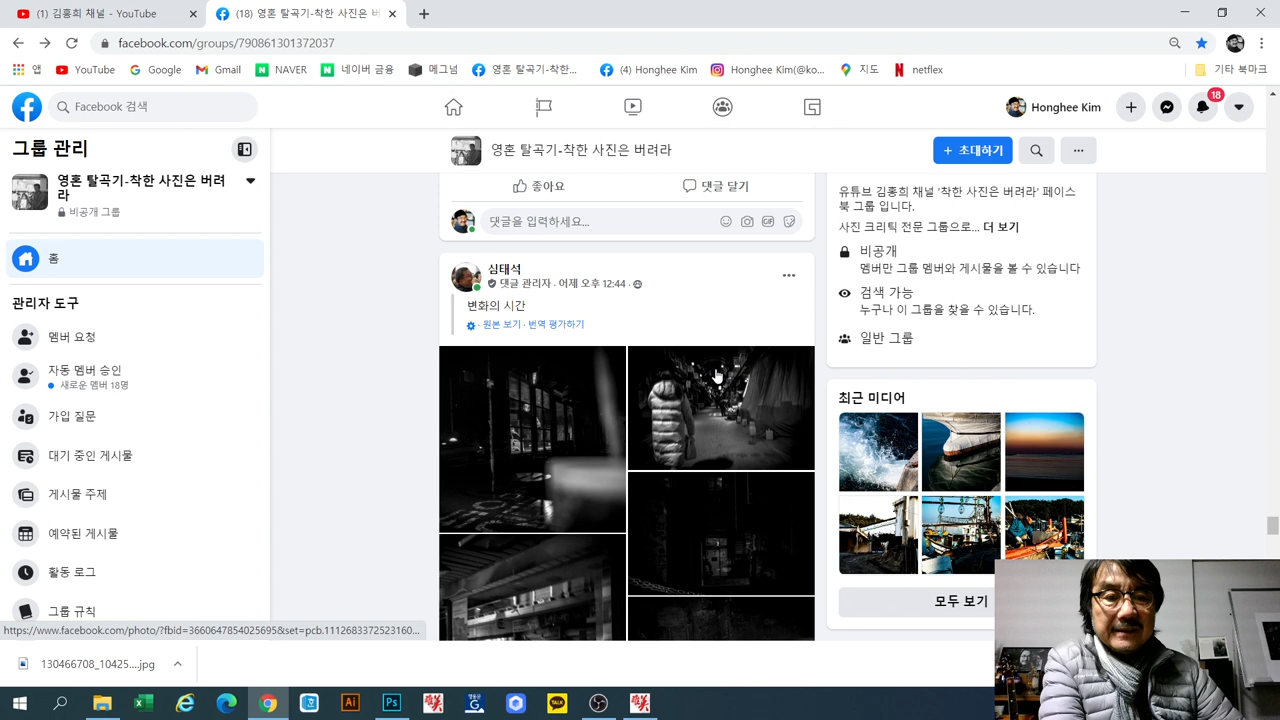 (1) 김홍희 채널 - YouTube
(18) 영혼 탈곡기-착한 사진은 버
facebook.com/groups/790861301372037
앱
YouTube
Google
Gmail
NAVER
네이버 금융
메그넘
영혼 탈곡기-착한...
(4) Honghee Kim
Honghee Kim(@ko...
지도
netflex
기타 북마크
Facebook 검색
Honghee Kim
18
그룹 관리
영혼 탈곡기-착한 사진은 버려
라
비공개 그룹
홈
관리자 도구
멤버 요청
자동 멤버 승인
새로운 멤버 18명
가입 질문
대기 중인 게시물
게시물 주제
예약된 게시물
활동 로그
그룹 규칙
영혼 탈곡기-착한 사진은 버려라
+ 초대하기
좋아요
댓글 달기
댓글을 입력하세요...
GIF
심태석
댓글 관리자 · 어제 오후 12:44 ·
변화의 시간
· 원본 보기 · 번역 평가하기
유튜브 김홍희 채널 '착한 사진은 버려라' 페이스
북 그룹 입니다.
사진 크리틱 전문 그룹으로... 더 보기
비공개
멤버만 그룹 멤버와 게시물을 볼 수 있습니다
검색 가능
누구나 이 그룹을 찾을 수 있습니다.
일반 그룹
최근 미디어
모두 보기
https://www.facebook.com/photo/?fbid=3660647854025695&set=pcb.1112683372523160...
130466708_10425....jpg
Ai
Ps
TALK